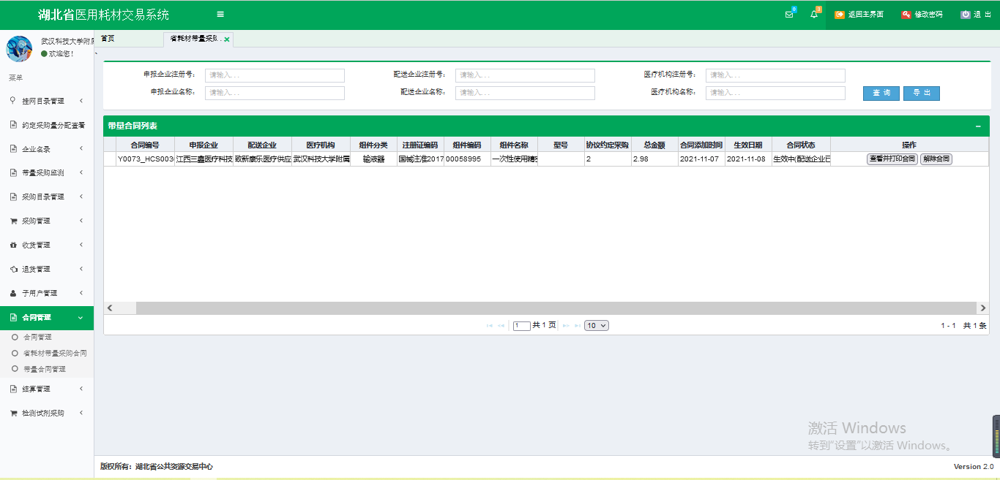 湖北省医用耗材交易系统
0
返回主界面
修改密码
退 出
武汉科技大学附
欢迎您！
菜单
挂网目录管理
约定采购量分配查看
企业名录
带量采购监测
采购目录管理
采购管理
收货管理
退货管理
子用户管理
合同管理
合同管理
省耗材带量采购合同
带量合同管理
结算管理
检测试剂采购
首页
省耗材带量采购 .
申报企业注册号： 请输入...
配送企业注册号： 请输入...
医疗机构注册号： 请输入...
申报企业名称： 请输入...
配送企业名称： 请输入...
医疗机构名称： 请输入...
查 询 导 出
带量合同列表
合同编号 申报企业 配送企业 医疗机构 组件分类 注册证编码 组件编码 组件名称 型号 协议约定采购 总金额 合同添加时间 生效日期 合同状态 操作
Y0073_HCS003 江西三鑫医疗科技 致新康乐医疗供应 武汉科技大学附属 输液器 国械注准2017 00058995 一次性使用精 2 2.98 2021-11-07 2021-11-08 生效中(配送企业已 查看并打印合同 解除合同
1 共 1 页 10
1 - 1 共 1 条
激活 Windows
转到"设置"以激活 Windows。
版权所有：湖北省公共资源交易中心
Version 2.0